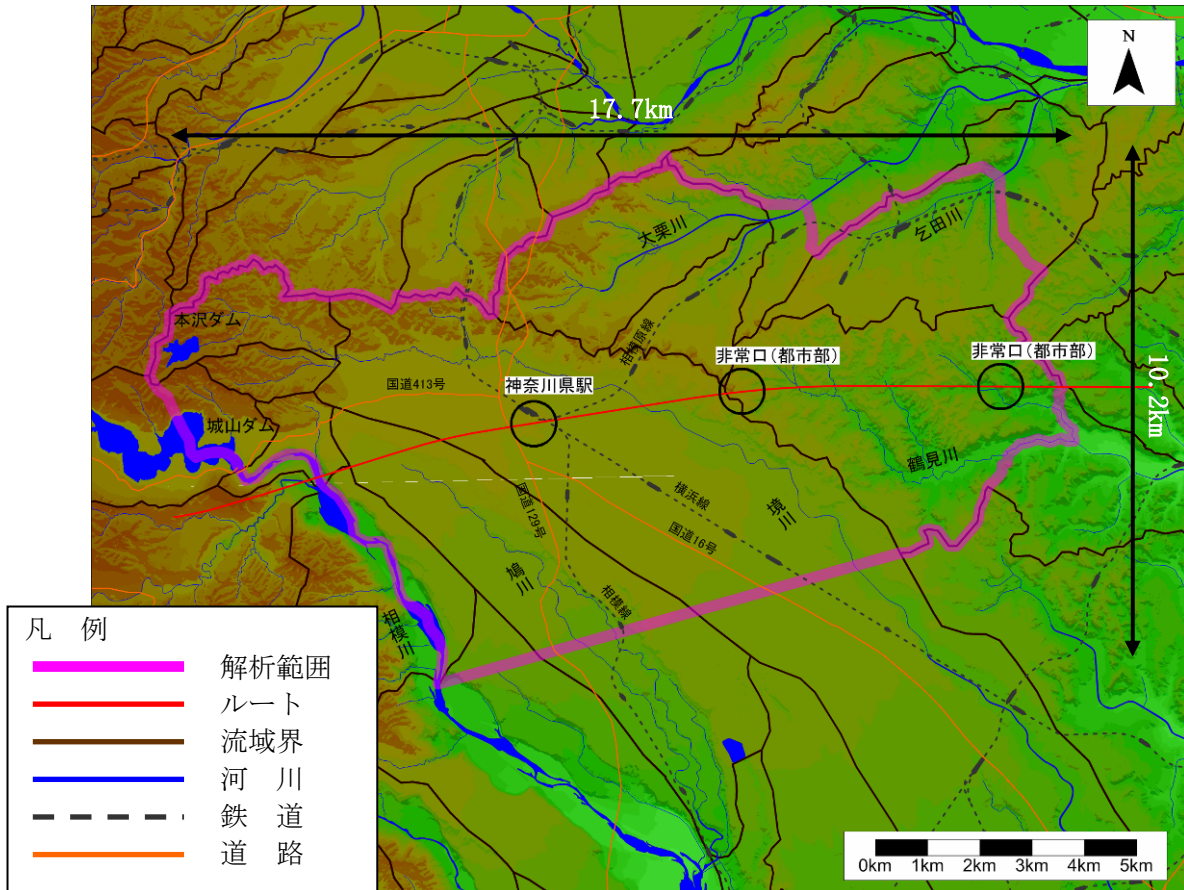 N
17.7km
10.2km
大栗川
乞田川
本沢ダム
相模原線
非常口(都市部)
非常口(都市部)
国道413号
神奈川県駅
城山ダム
鶴見川
横浜線
境川
国道129号
国道16号
鳩川
相模線
相模川
凡 例
解析範囲
ルート
流域界
河 川
鉄 道
道 路
0km 1km 2km 3km 4km 5km